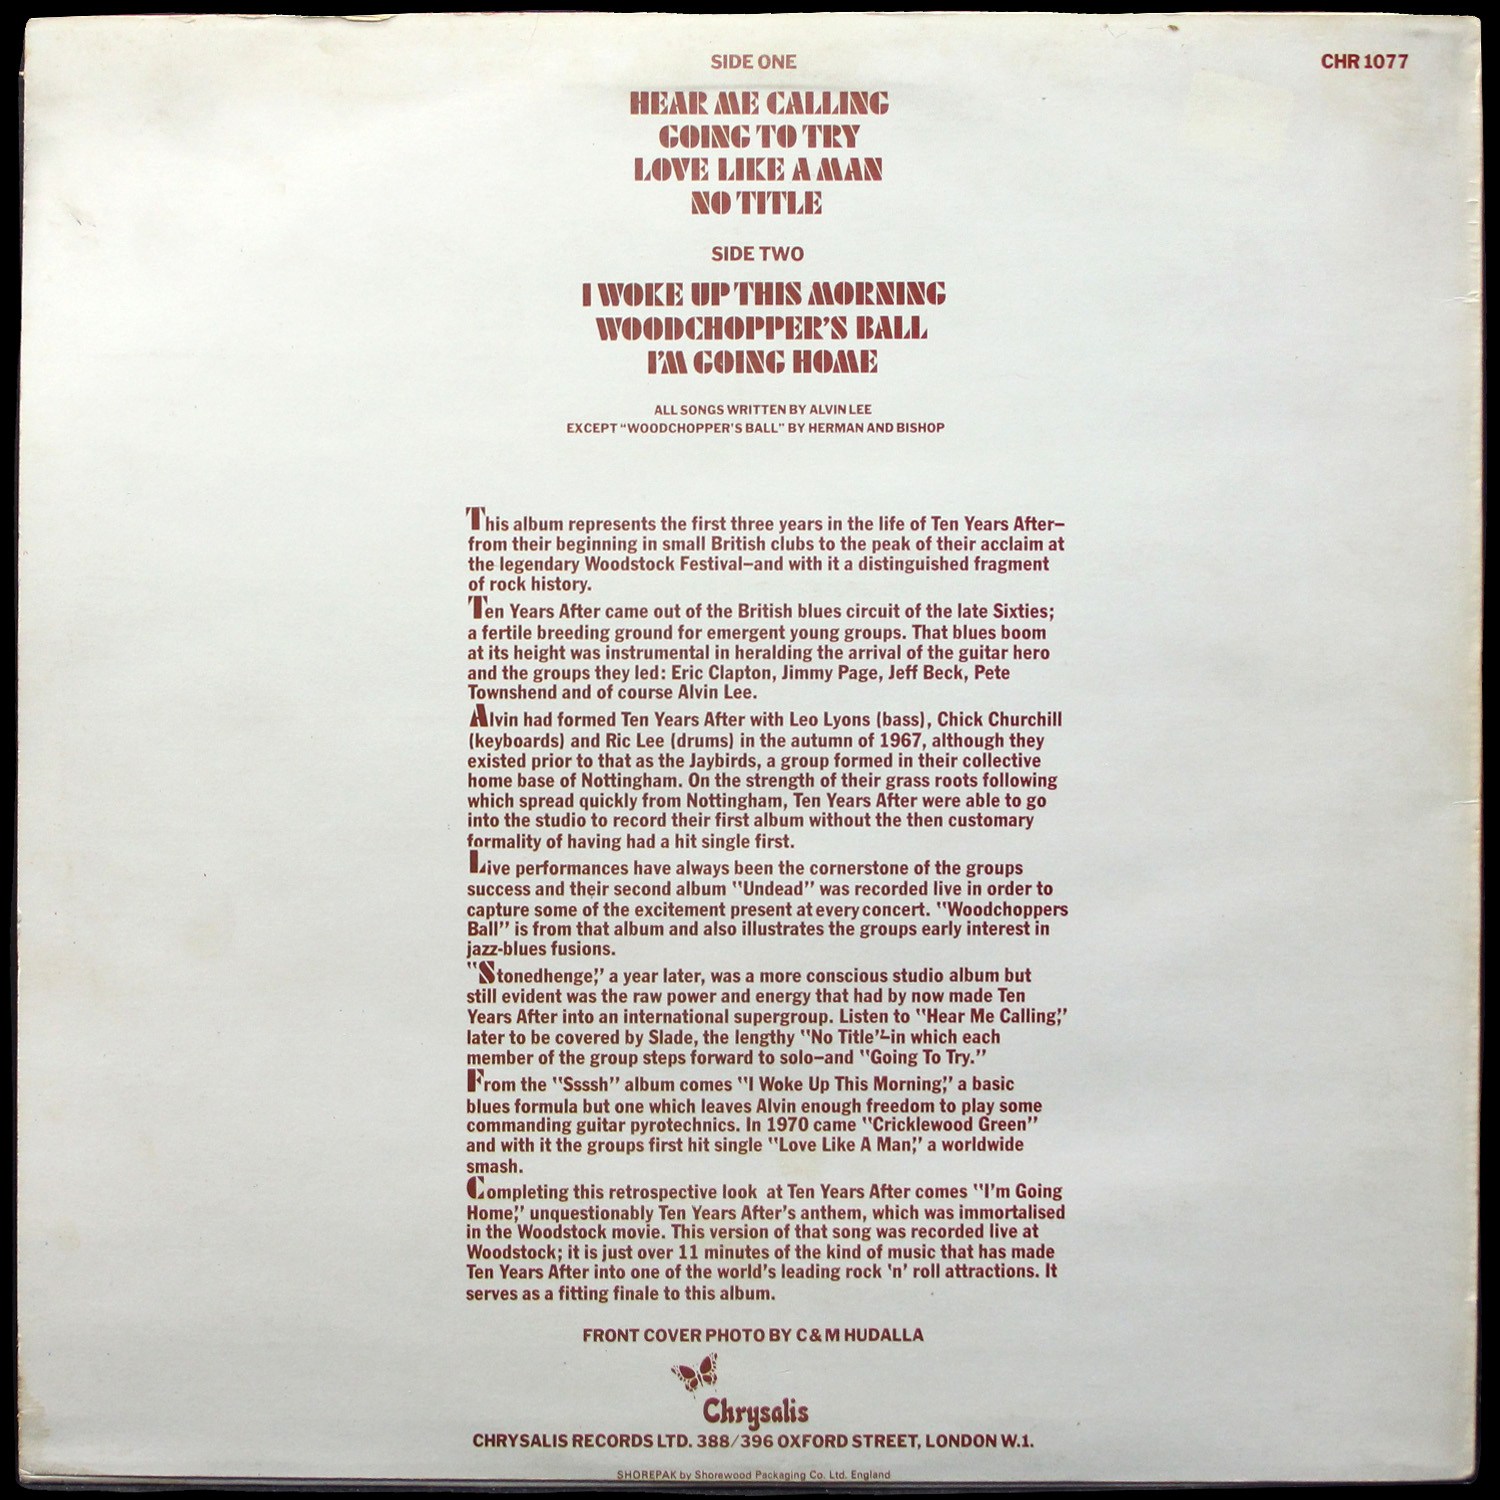 SIDE ONE
CHR 1077
HEAR ME CALLING
GOING TO TRY
LOVE LIKE A MAN
NO TITLE
SIDE TWO
I WOKE UP THIS MORNING
WOODCHOPPER'S BALL
I'M GOING HOME
ALL SONGS WRITTEN BY ALVIN LEE
EXCEPT "WOODCHOPPER'S BALL" BY HERMAN AND BISHOP
This album represents the first three years in the life of Ten Years After–
from their beginning in small British clubs to the peak of their acclaim at
the legendary Woodstock Festival–and with it a distinguished fragment
of rock history.
Ten Years After came out of the British blues circuit of the late Sixties;
a fertile breeding ground for emergent young groups. That blues boom
at its height was instrumental in heralding the arrival of the guitar hero
and the groups they led: Eric Clapton, Jimmy Page, Jeff Beck, Pete
Townshend and of course Alvin Lee.
Alvin had formed Ten Years After with Leo Lyons (bass), Chick Churchill
(keyboards) and Ric Lee (drums) in the autumn of 1967, although they
existed prior to that as the Jaybirds, a group formed in their collective
home base of Nottingham. On the strength of their grass roots following
which spread quickly from Nottingham, Ten Years After were able to go
into the studio to record their first album without the then customary
formality of having had a hit single first.
Live performances have always been the cornerstone of the groups
success and their second album "Undead" was recorded live in order to
capture some of the excitement present at every concert. "Woodchoppers
Ball" is from that album and also illustrates the groups early interest in
jazz-blues fusions.
"Stonedhenge," a year later, was a more conscious studio album but
still evident was the raw power and energy that had by now made Ten
Years After into an international supergroup. Listen to "Hear Me Calling,"
later to be covered by Slade, the lengthy "No Title"–in which each
member of the group steps forward to solo–and "Going To Try."
From the "Ssssh" album comes "I Woke Up This Morning," a basic
blues formula but one which leaves Alvin enough freedom to play some
commanding guitar pyrotechnics. In 1970 came "Cricklewood Green"
and with it the groups first hit single "Love Like A Man," a worldwide
smash.
Completing this retrospective look at Ten Years After comes "I'm Going
Home," unquestionably Ten Years After's anthem, which was immortalised
in the Woodstock movie. This version of that song was recorded live at
Woodstock; it is just over 11 minutes of the kind of music that has made
Ten Years After into one of the world's leading rock 'n' roll attractions. It
serves as a fitting finale to this album.
FRONT COVER PHOTO BY C & M HUDALLA
Chrysalis
CHRYSALIS RECORDS LTD. 388/396 OXFORD STREET, LONDON W.1.
SHOREPAK by Shorewood Packaging Co. Ltd. England